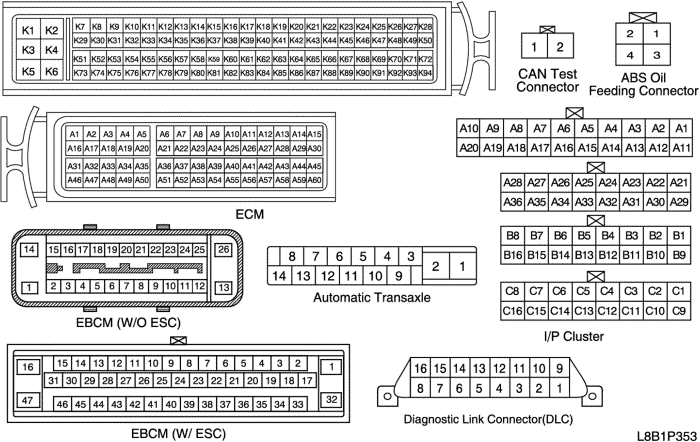 K1 K2
K3 K4
K5 K6
K7 K8 K9 K10 K11 K12 K13 K14 K15 K16 K17 K18 K19 K20 K21 K22 K23 K24 K25 K26 K27 K28
K29 K30 K31 K32 K33 K34 K35 K36 K37 K38 K39 K40 K41 K42 K43 K44 K45 K46 K47 K48 K49 K50
K51 K52 K53 K54 K55 K56 K57 K58 K59 K60 K61 K62 K63 K64 K65 K66 K67 K68 K69 K70 K71 K72
K73 K74 K75 K76 K77 K78 K79 K80 K81 K82 K83 K84 K85 K86 K87 K88 K89 K90 K91 K92 K93 K94
A1 A2 A3 A4 A5 A6 A7 A8 A9 A10 A11 A12 A13 A14 A15
A16 A17 A18 A19 A20 A21 A22 A23 A24 A25 A26 A27 A28 A29 A30
A31 A32 A33 A34 A35 A36 A37 A38 A39 A40 A41 A42 A43 A44 A45
A46 A47 A48 A49 A50 A51 A52 A53 A54 A55 A56 A57 A58 A59 A60
ECM
1 2
CAN Test
Connector
2 1
4 3
ABS Oil
Feeding Connector
A10 A9 A8 A7 A6 A5 A4 A3 A2 A1
A20 A19 A18 A17 A16 A15 A14 A13 A12 A11
A28 A27 A26 A25 A24 A23 A22 A21
A36 A35 A34 A33 A32 A31 A30 A29
B8 B7 B6 B5 B4 B3 B2 B1
B16 B15 B14 B13 B12 B11 B10 B9
C8 C7 C6 C5 C4 C3 C2 C1
C16 C15 C14 C13 C12 C11 C10 C9
I/P Cluster
14 15 16 17 18 19 20 21 22 23 24 25 26
1 2 3 4 5 6 7 8 9 10 11 12 13
EBCM (W/O ESC)
8 7 6 5 4 3 2 1
14 13 12 11 10 9
Automatic Transaxle
16 15 14 13 12 11 10 9 8 7 6 5 4 3 2 1
31 30 29 28 27 26 25 24 23 22 21 20 19 18 17
47 46 45 44 43 42 41 40 39 38 37 36 35 34 33 32
EBCM (W/ ESC)
16 15 14 13 12 11 10 9
8 7 6 5 4 3 2 1
Diagnostic Link Connector(DLC)
L8B1P353